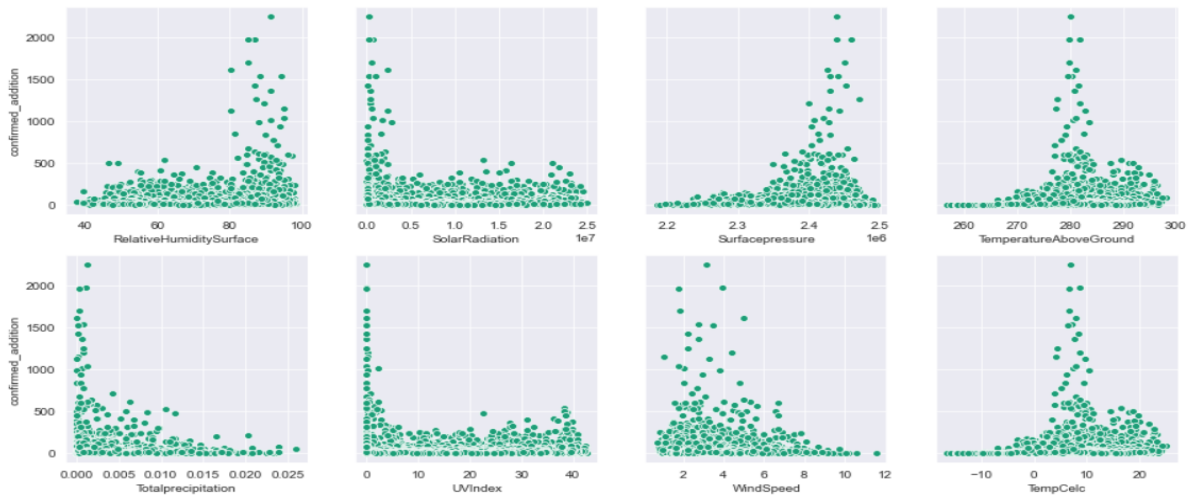 confirmed_addition
2000
1500
1000
500
0
40 60 80 100
RelativeHumiditySurface
0.0 0.5 1.0 1.5 2.0 2.5
SolarRadiation 1e7
2.2 2.3 2.4 2.5
Surfacepressure 1e6
260 270 280 290 300
TemperatureAboveGround
confirmed_addition
2000
1500
1000
500
0
0.000 0.005 0.010 0.015 0.020 0.025
Totalprecipitation
0 10 20 30 40
UVIndex
2 4 6 8 10 12
WindSpeed
−10 0 10 20
TempCelc